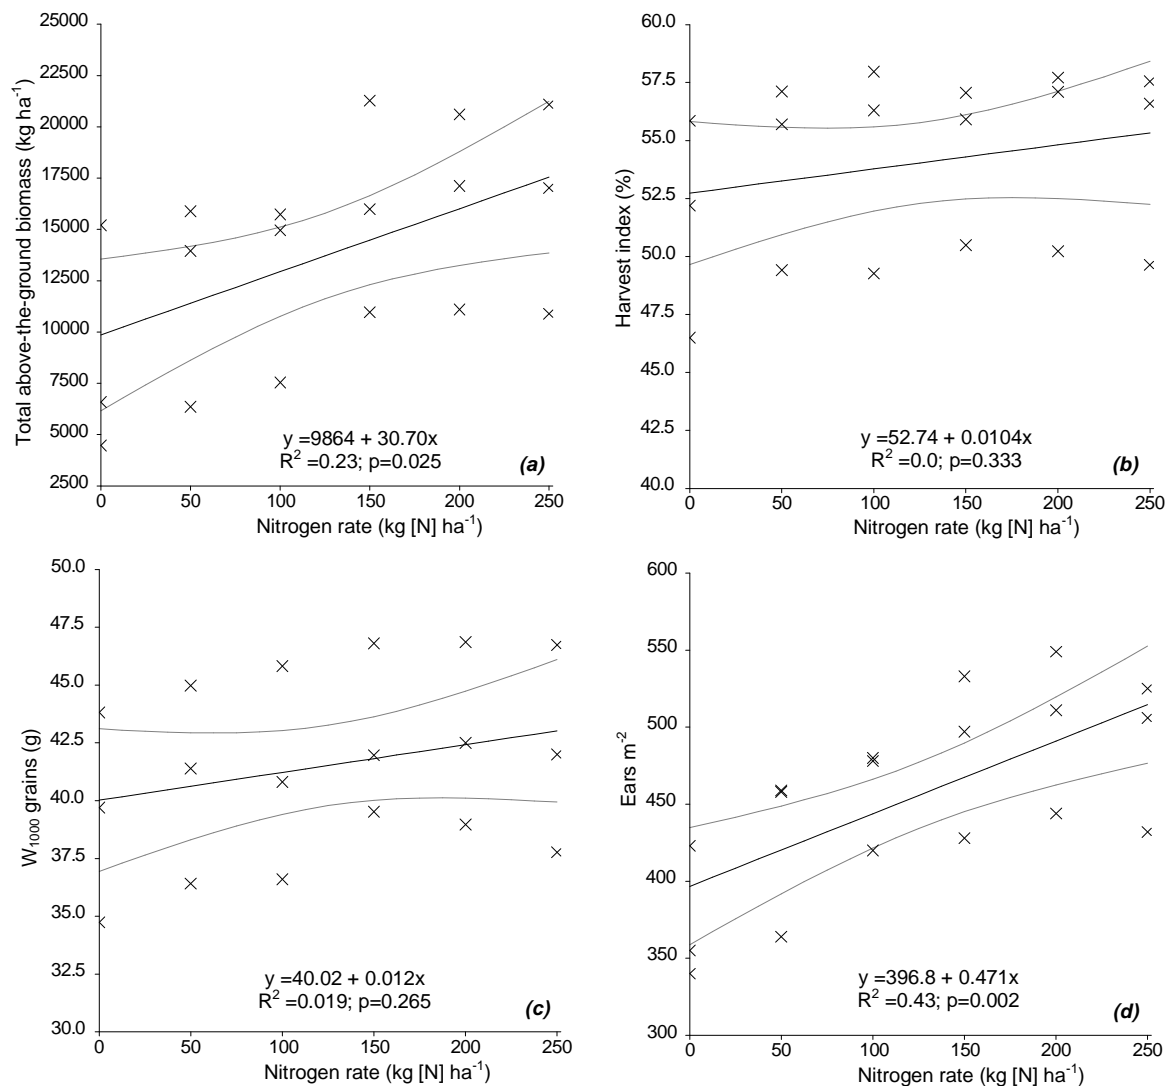 25000
22500
20000
17500
15000
12500
10000
7500
5000
2500
Total above-the-ground biomass (kg ha-1)
y =9864 + 30.70x
R2 =0.23; p=0.025
(a)
0 50 100 150 200 250
Nitrogen rate (kg [N] ha-1)
60.0
57.5
55.0
52.5
50.0
47.5
45.0
42.5
40.0
Harvest index (%)
y =52.74 + 0.0104x
R2 =0.0; p=0.333
(b)
0 50 100 150 200 250
Nitrogen rate (kg [N] ha-1)
50.0
47.5
45.0
42.5
40.0
37.5
35.0
32.5
30.0
W1000 grains (g)
y =40.02 + 0.012x
R2 =0.019; p=0.265
(c)
0 50 100 150 200 250
Nitrogen rate (kg [N] ha-1)
600
550
500
450
400
350
300
Ears m-2
y =396.8 + 0.471x
R2 =0.43; p=0.002
(d)
0 50 100 150 200 250
Nitrogen rate (kg [N] ha-1)